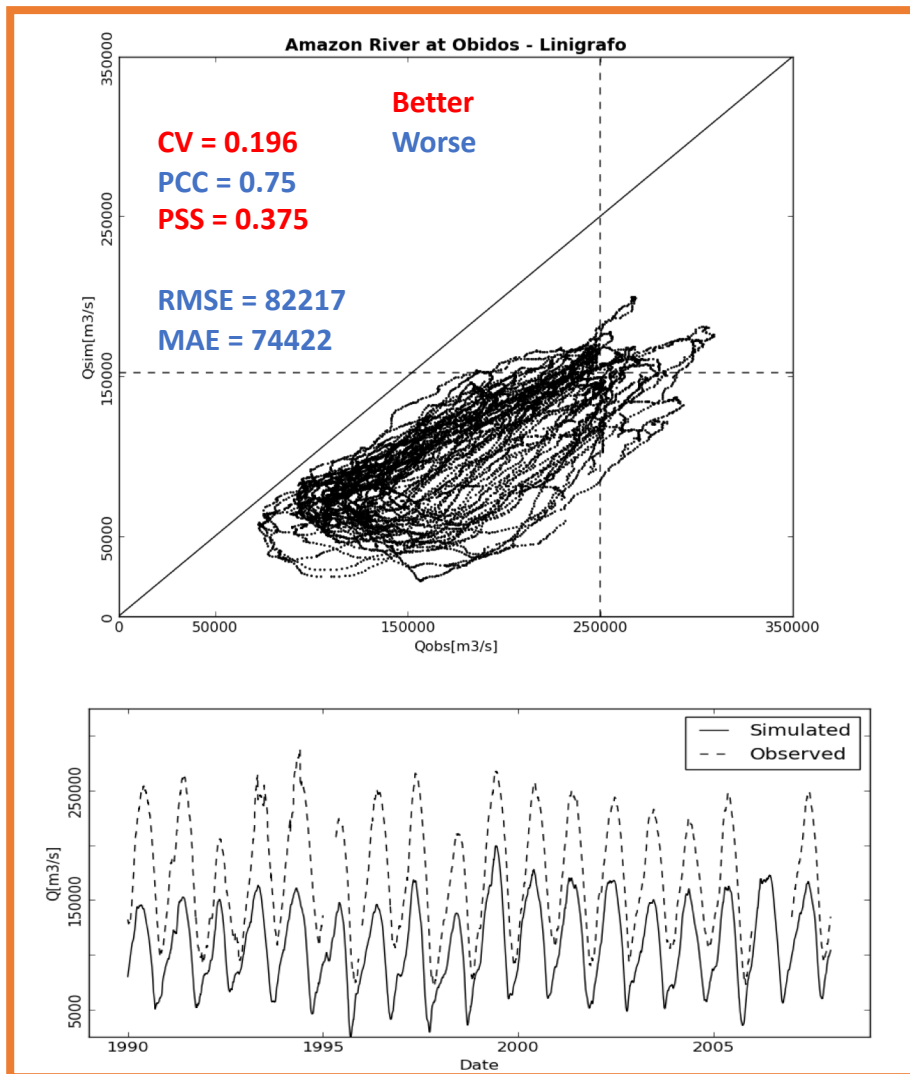 Amazon River at Obidos - Linigrafo
350000
Better
CV = 0.196
Worse
PCC = 0.75
PSS = 0.375
250000
RMSE = 82217
MAE = 74422
Qsim[m3/s]
150000
50000
0
0
50000
150000
250000
350000
Qobs[m3/s]
Simulated
Observed
250000
150000
5000
Q[m3/s]
1990
1995
2000
2005
Date